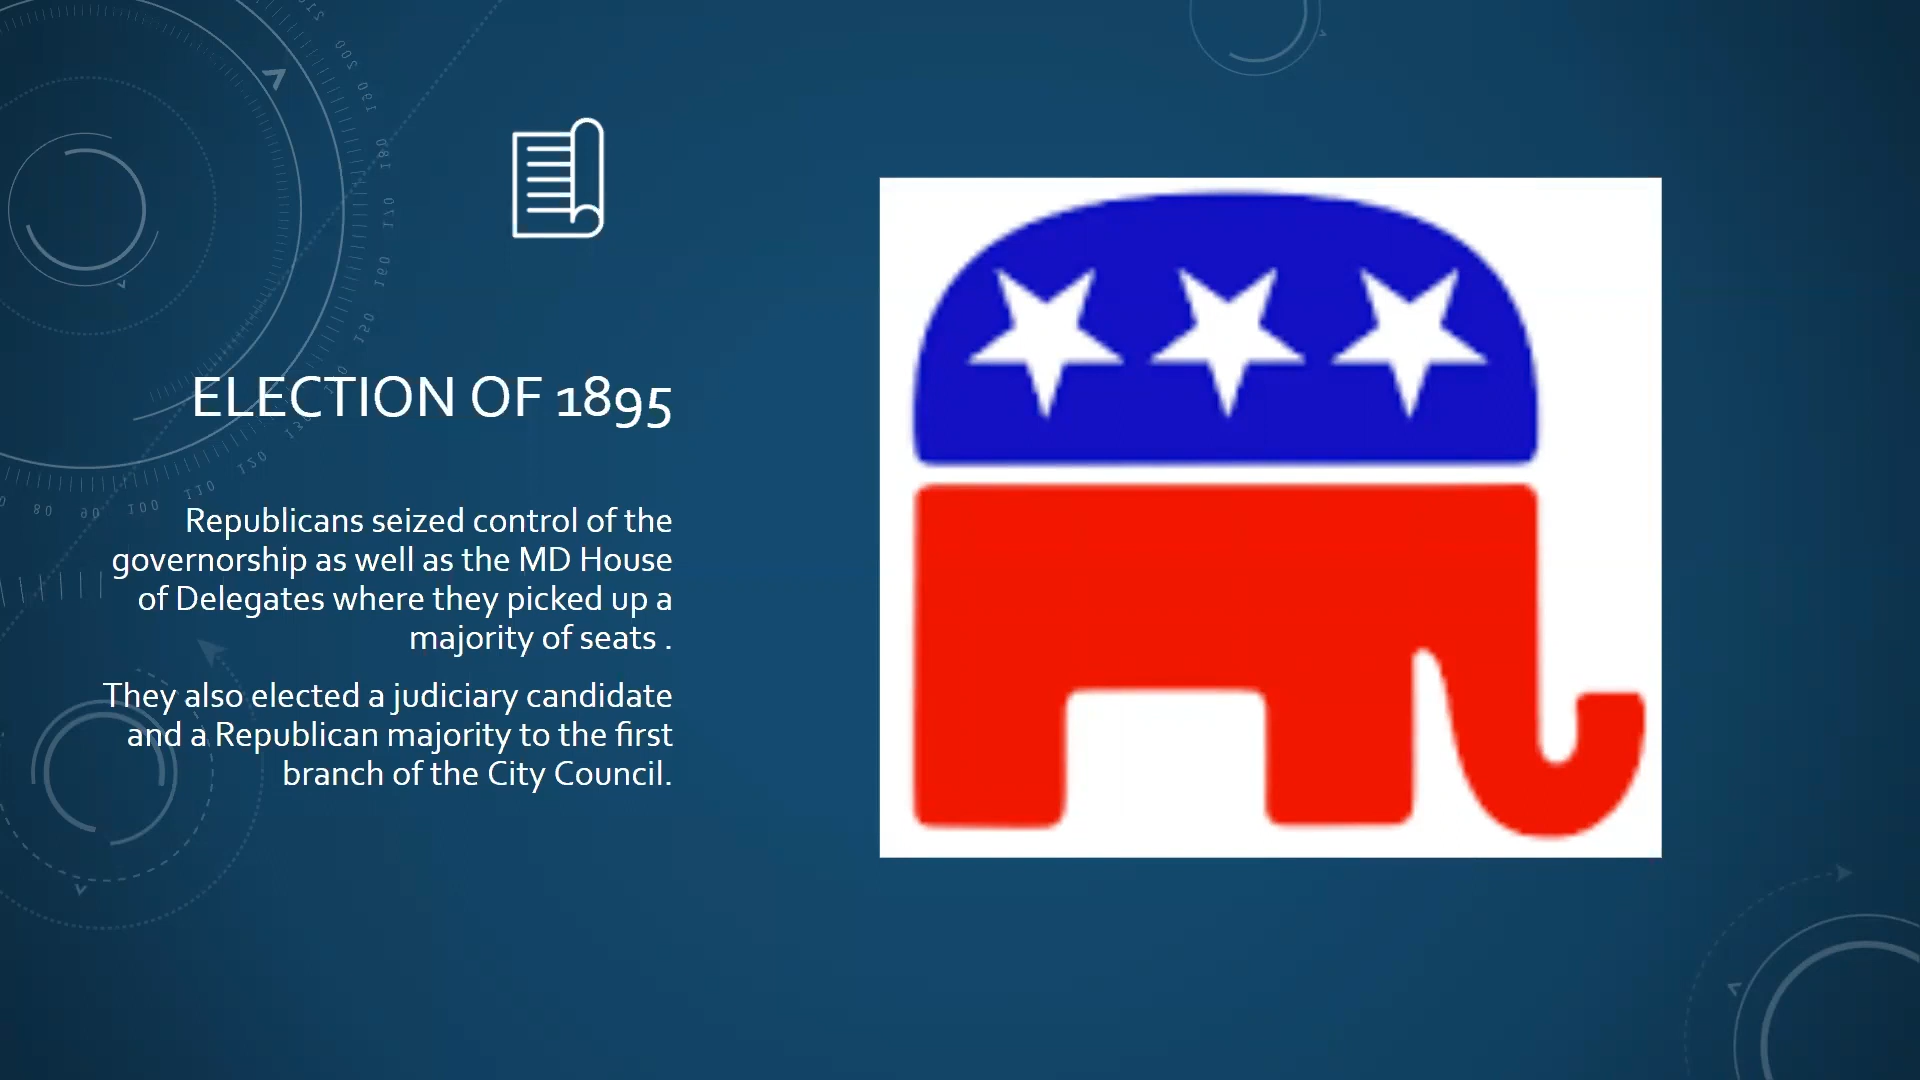 ELECTION OF 1895
Republicans seized control of the
governorship as well as the MD House
of Delegates where they picked up a
majority of seats .
They also elected a judiciary candidate
and a Republican majority to the first
branch of the City Council.